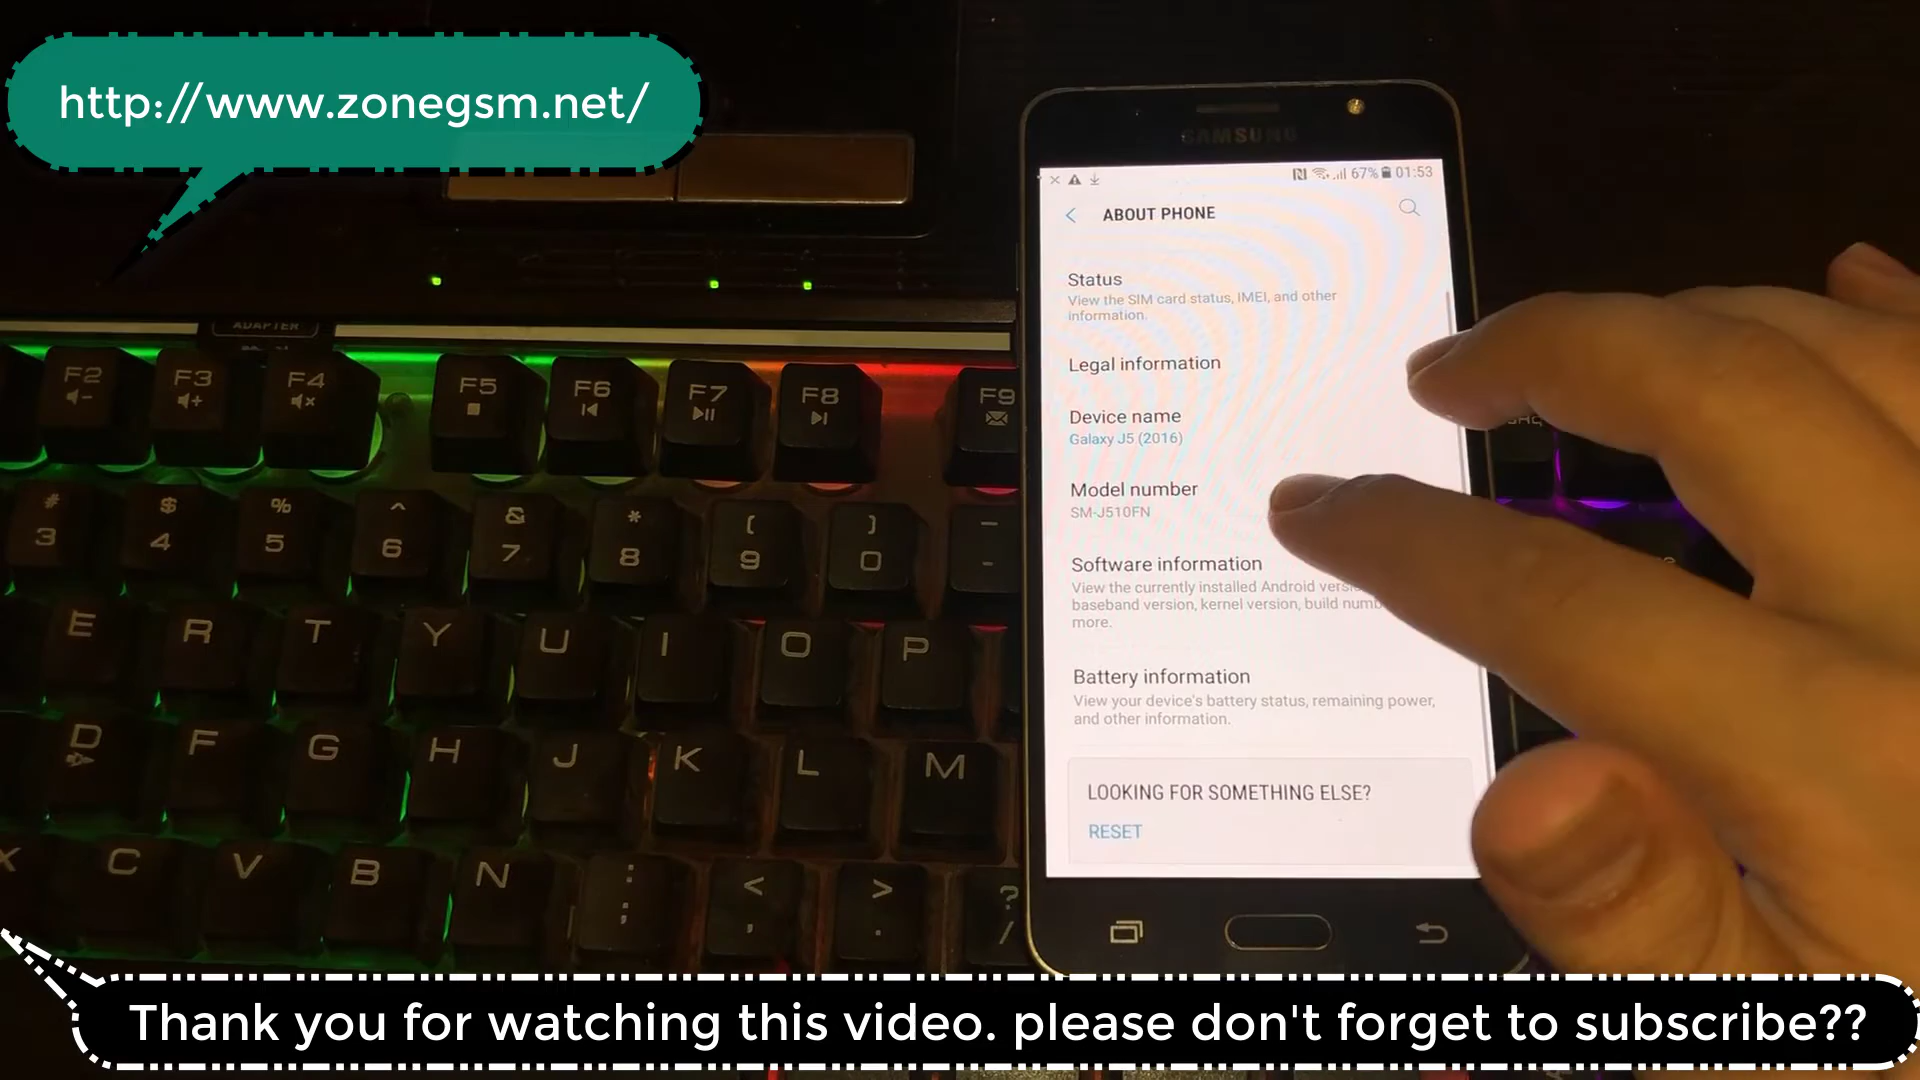 http://www.zonegsm.net/
SAMSUNG
67% 01:53
ABOUT PHONE
Status
View the SIM card status, IMEI, and other
information.
Legal information
Device name
Galaxy J5 (2016)
Model number
SM-J510FN
Software information
View the currently installed Android
baseband version, kernel version, build
more.
Battery information
View your device's battery status, remaining power,
and other information.
LOOKING FOR SOMETHING ELSE?
RESET
ADAPTER
F2 F3 F4 F5 F6 F7 F8 F9
# $ % ^ & * ( ) -
3 4 5 6 7 8 9 0 -
E R T Y U I O P
D F G H J K L M
X C V B N : < > ?
; , . /
Thank you for watching this video. please don't forget to subscribe??